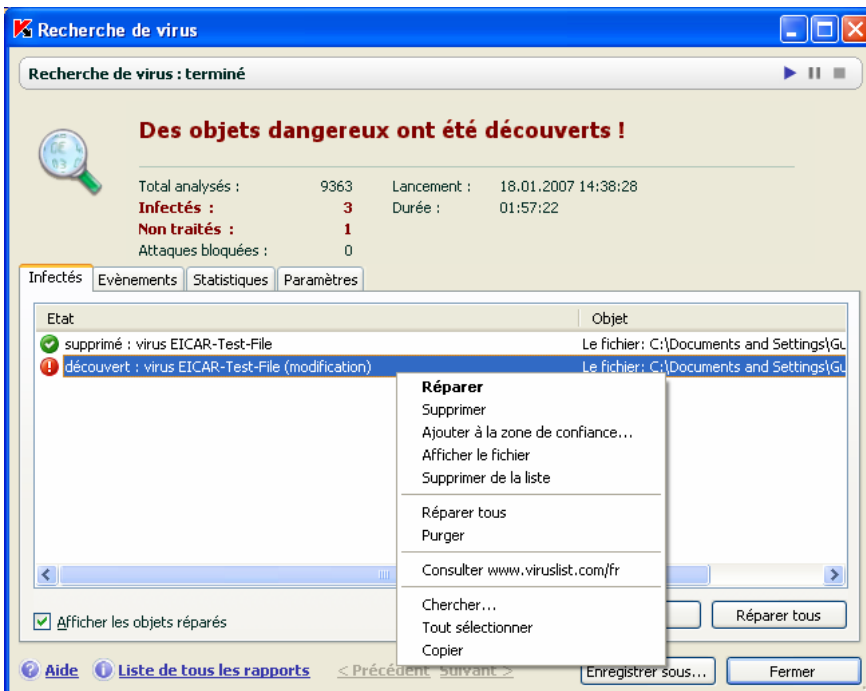 Recherche de virus
Recherche de virus : terminé
Des objets dangereux ont été découverts !
Total analysés : 9363 Lancement : 18.01.2007 14:38:28
Infectés : 3 Durée : 01:57:22
Non traités : 1
Attaques bloquées : 0
Infectés Evènements Statistiques Paramètres
Etat Objet
supprimé : virus EICAR-Test-File Le fichier: C:\Documents and Settings\Gu
découvert : virus EICAR-Test-File (modification) Le fichier: C:\Documents and Settings\Gu
Réparer
Supprimer
Ajouter à la zone de confiance...
Afficher le fichier
Supprimer de la liste
Réparer tous
Purger
Consulter www.viruslist.com/fr
Chercher...
Tout sélectionner
Copier
Afficher les objets réparés Réparer tous
Aide Liste de tous les rapports < Précédent Suivant > Enregistrer sous... Fermer